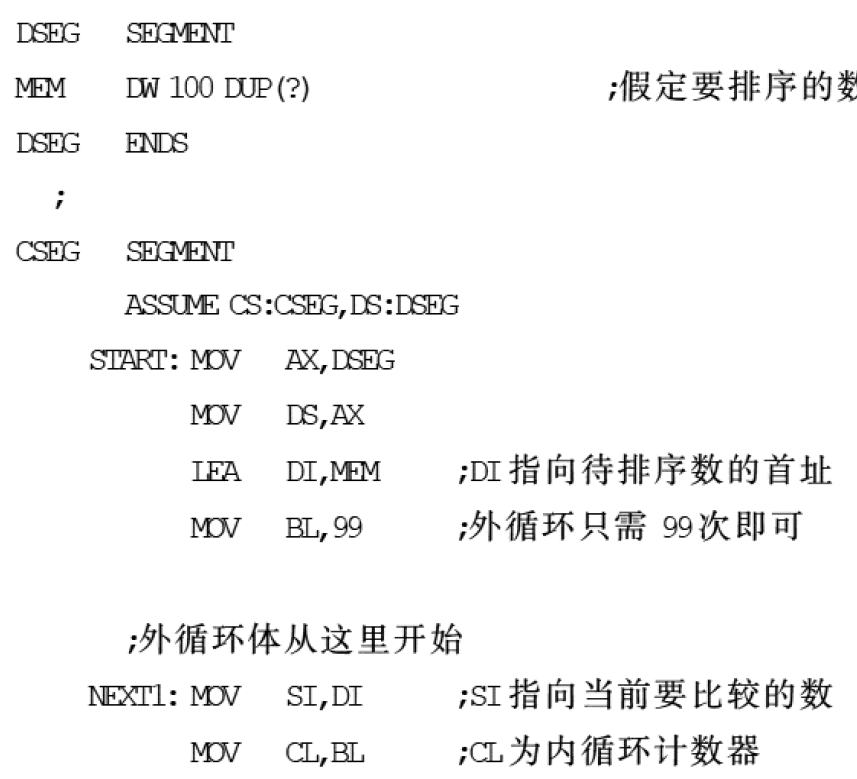 DSEG SEGMENT
MEM DW 100 DUP(?) ;假定要排序的数
DSEG ENDS
;
CSEG SEGMENT
ASSUME CS:CSEG,DS:DSEG
START: MOV AX,DSEG
MOV DS,AX
LEA DI,MEM ;DI指向待排序数的首址
MOV BL,99 ;外循环只需 99次即可
;外循环体从这里开始
NEXT1: MOV SI,DI ;SI指向当前要比较的数
MOV CL,BL ;CL为内循环计数器